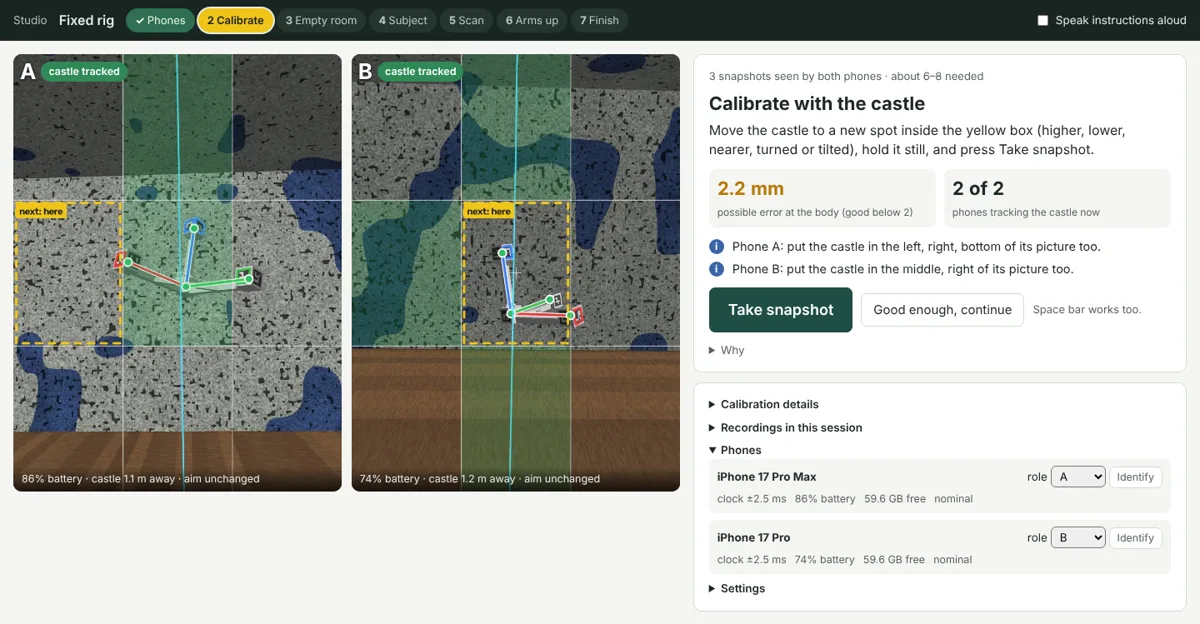 Studio Fixed rig ✓ Phones 2 Calibrate 3 Empty room 4 Subject 5 Scan 6 Arms up 7 Finish Speak instructions aloud
A castle tracked
next: here
86% battery · castle 1.1 m away · aim unchanged
B castle tracked
next: here
74% battery · castle 1.2 m away · aim unchanged
3 snapshots seen by both phones · about 6–8 needed
Calibrate with the castle
Move the castle to a new spot inside the yellow box (higher, lower,
nearer, turned or tilted), hold it still, and press Take snapshot.
2.2 mm
possible error at the body (good below 2)
2 of 2
phones tracking the castle now
Phone A: put the castle in the left, right, bottom of its picture too.
Phone B: put the castle in the middle, right of its picture too.
Take snapshot Good enough, continue Space bar works too.
Why
Calibration details
Recordings in this session
Phones
iPhone 17 Pro Max role A Identify
clock ±2.5 ms 86% battery 59.6 GB free nominal
iPhone 17 Pro role B Identify
clock ±2.5 ms 74% battery 59.6 GB free nominal
Settings